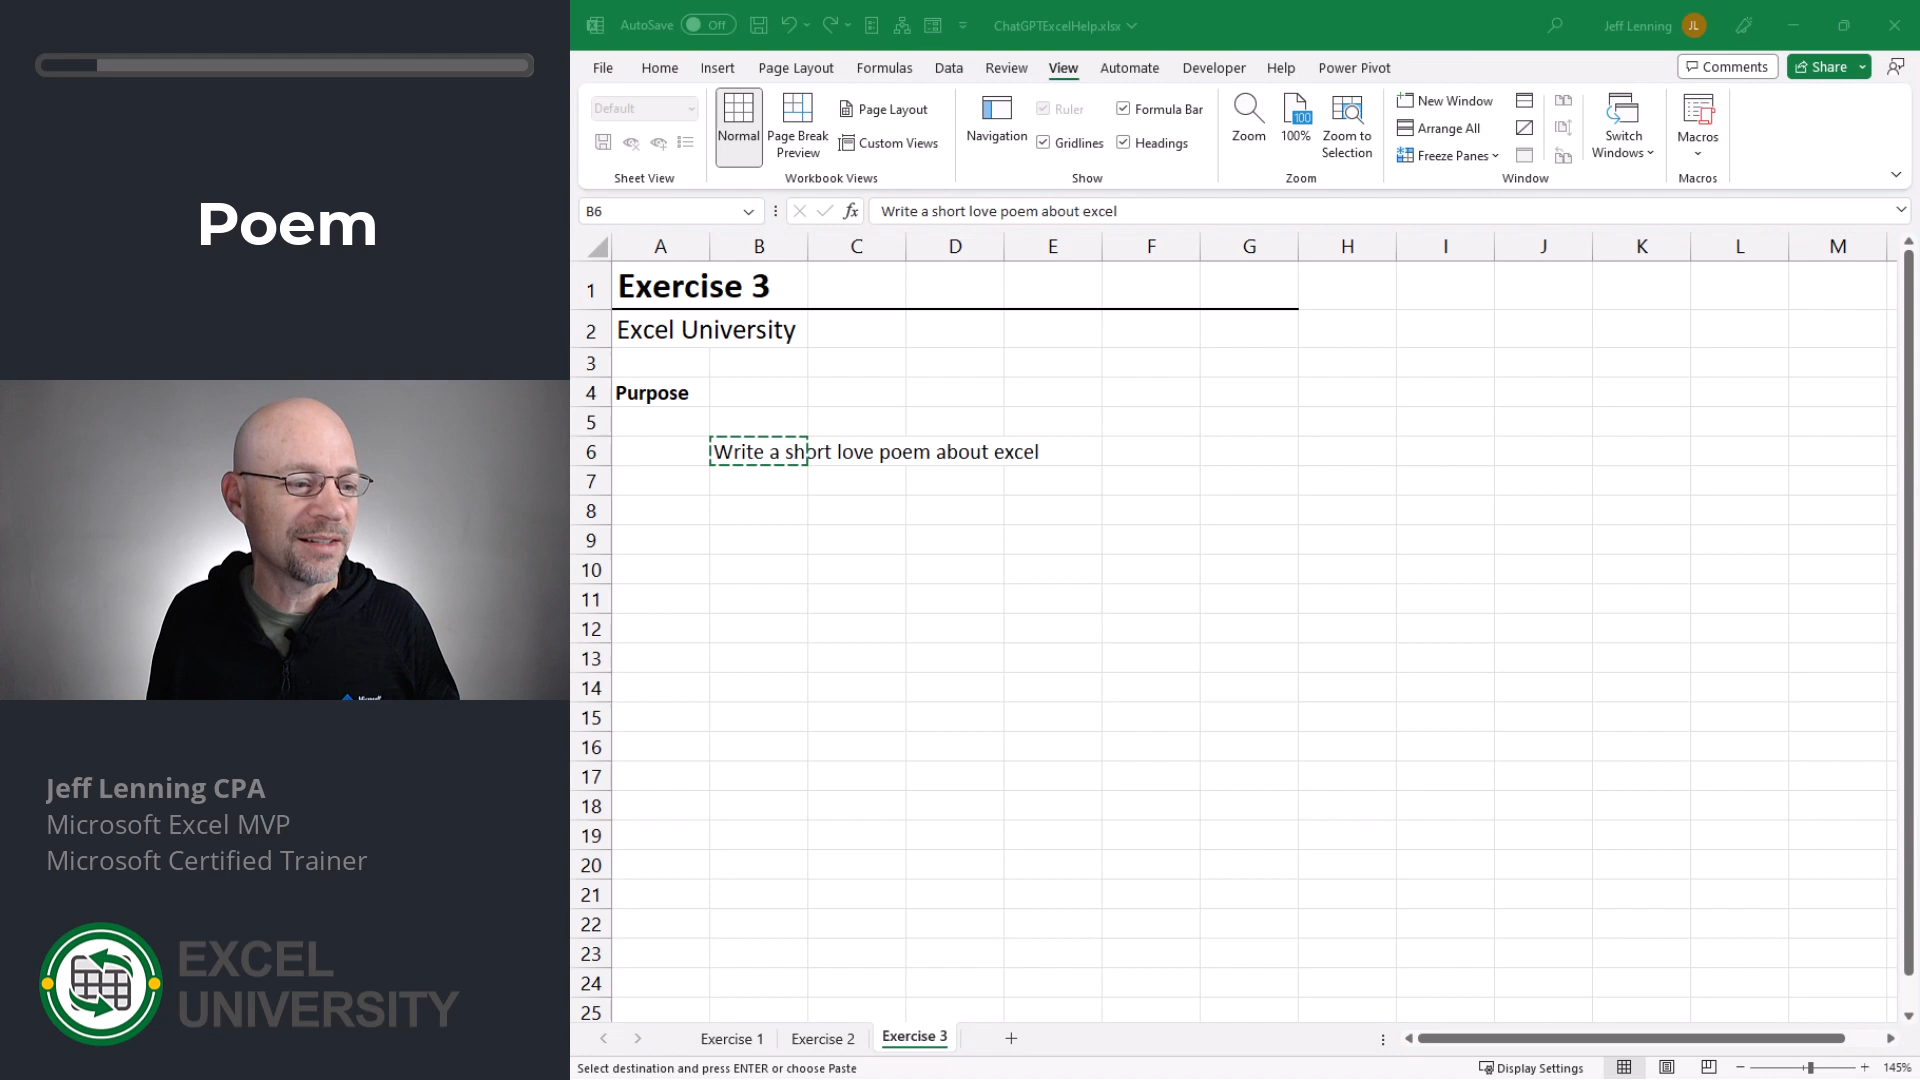 Poem
Jeff Lenning CPA
Microsoft Excel MVP
Microsoft Certified Trainer
EXCEL
UNIVERSITY
AutoSave Off ChatGPTExcelHelp.xlsx Jeff Lenning JL
File Home Insert Page Layout Formulas Data Review View Automate Developer Help Power Pivot Comments Share
Default
Sheet View
Normal
Page Break
Preview
Page Layout
Custom Views
Workbook Views
Navigation
Ruler
Formula Bar
Gridlines
Headings
Show
Zoom
100
100%
Zoom to
Selection
Zoom
New Window
Arrange All
Freeze Panes
Switch
Windows
Window
Macros
Macros
B6 fx Write a short love poem about excel
A B C D E F G H I J K L M
1 Exercise 3
2 Excel University
3
4 Purpose
5
6 Write a short love poem about excel
7
8
9
10
11
12
13
14
15
16
17
18
19
20
21
22
23
24
25
Exercise 1 Exercise 2 Exercise 3
Select destination and press ENTER or choose Paste Display Settings 145%